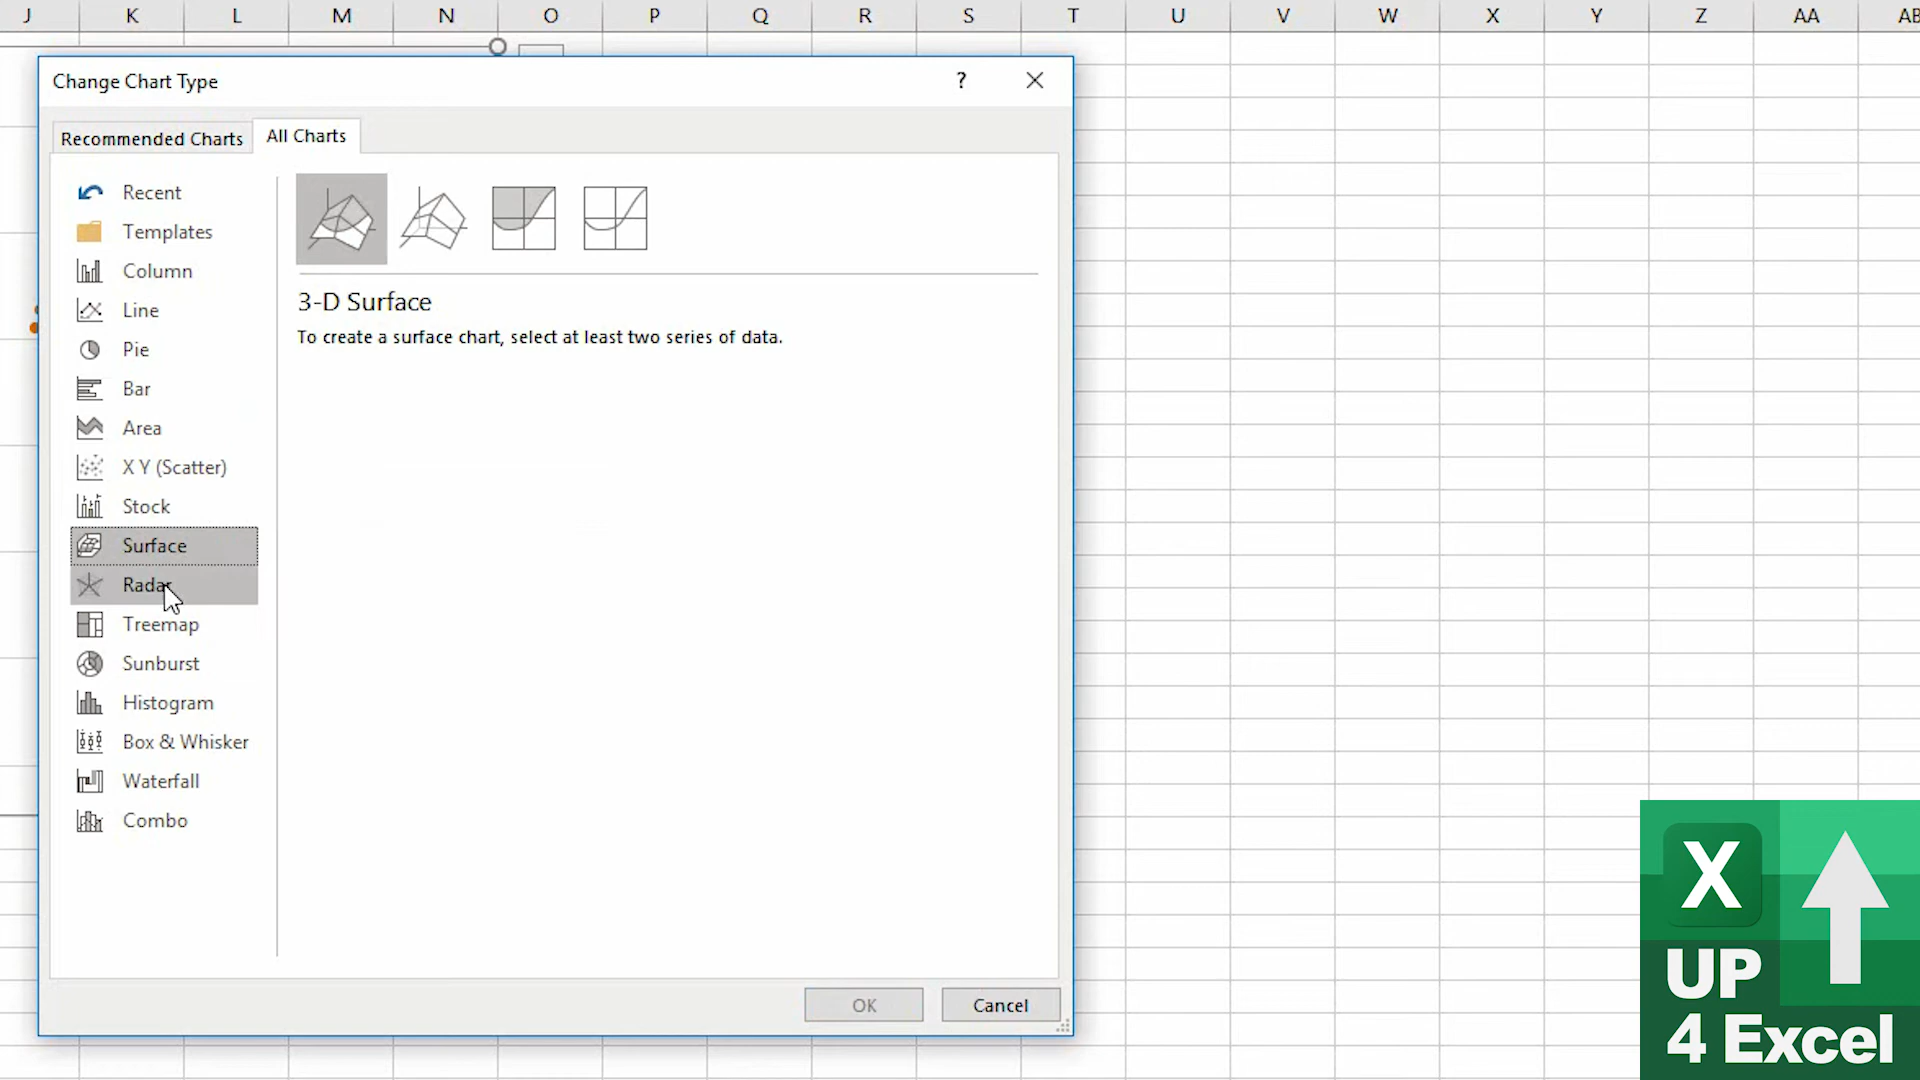 J K L M N O P Q R S T U V W X Y Z AA AB
Change Chart Type ?
Recommended Charts All Charts
Recent
Templates
Column
Line
Pie
Bar
Area
X Y (Scatter)
Stock
Surface
Radar
Treemap
Sunburst
Histogram
Box & Whisker
Waterfall
Combo
3-D Surface
To create a surface chart, select at least two series of data.
OK Cancel
X
UP
4 Excel